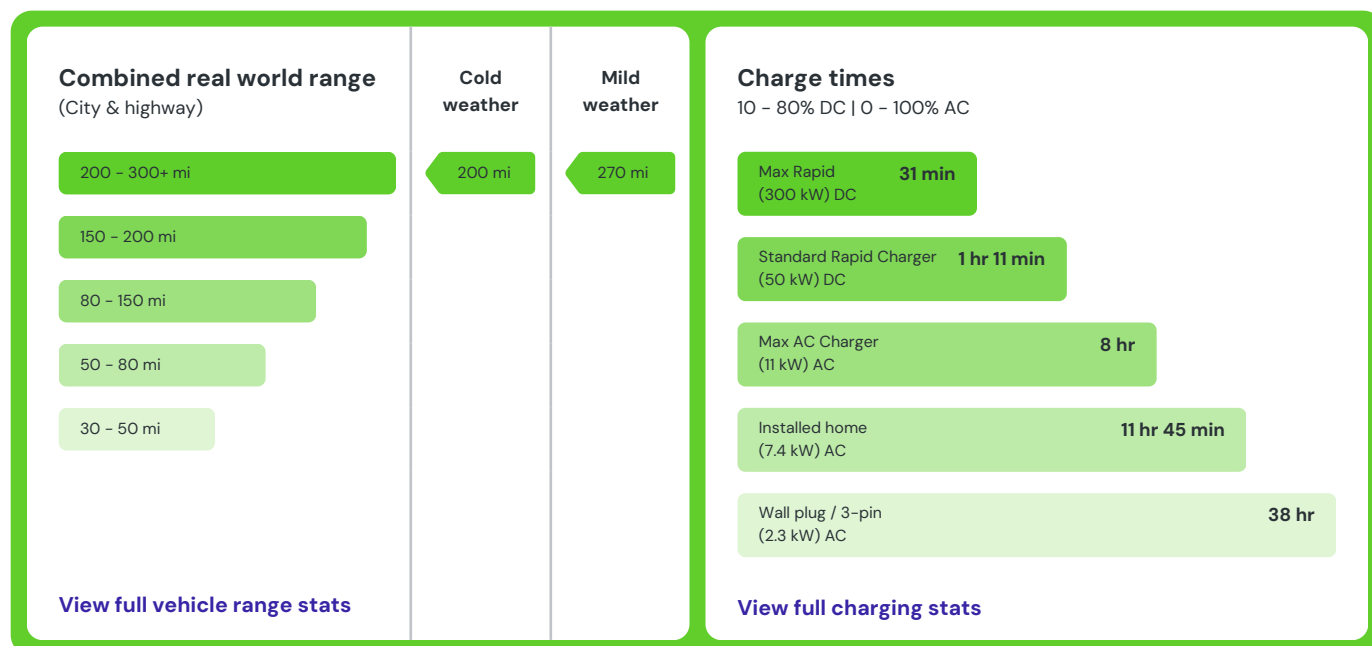 Combined real world range
(City & highway)
Cold
weather
Mild
weather
200 - 300+ mi
200 mi
270 mi
150 - 200 mi
80 - 150 mi
50 - 80 mi
30 - 50 mi
View full vehicle range stats
Charge times
10 - 80% DC | 0 - 100% AC
Max Rapid
(300 kW) DC
31 min
Standard Rapid Charger
(50 kW) DC
1 hr 11 min
Max AC Charger
(11 kW) AC
8 hr
Installed home
(7.4 kW) AC
11 hr 45 min
Wall plug / 3-pin
(2.3 kW) AC
38 hr
View full charging stats